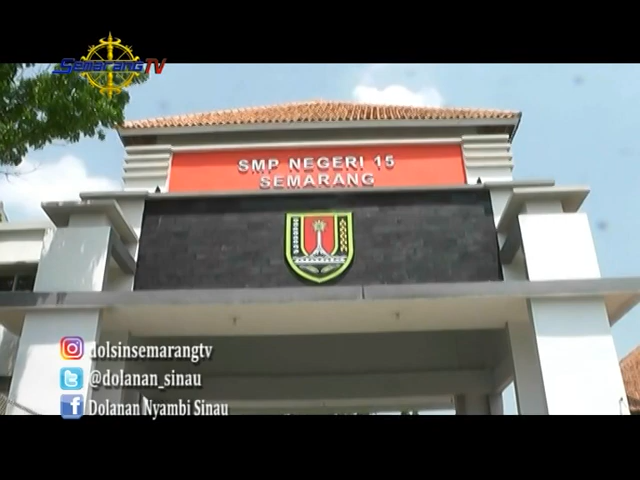 SemarangTV
SMP NEGERI 15
SEMARANG
dolsinsemarangtv
@dolanan_sinau
Dolanan Nyambi Sinau